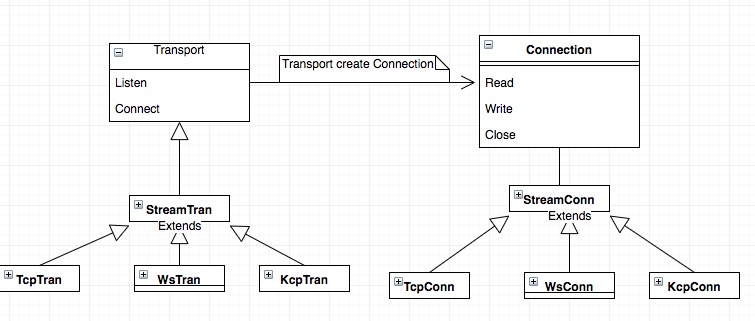 Transport
Listen
Connect
Transport create Connection
Connection
Read
Write
Close
StreamTran
Extends
TcpTran
WsTran
KcpTran
StreamConn
Extends
TcpConn
WsConn
KcpConn